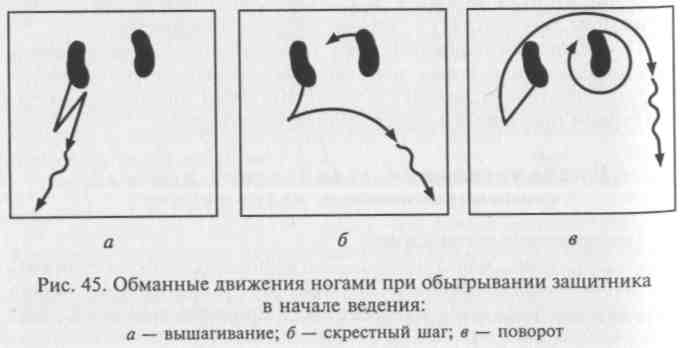 а
б
в
Рис. 45. Обманные движения ногами при обыгрывании защитника
в начале ведения:
а — вышагивание; б — скрестный шаг; в — поворот